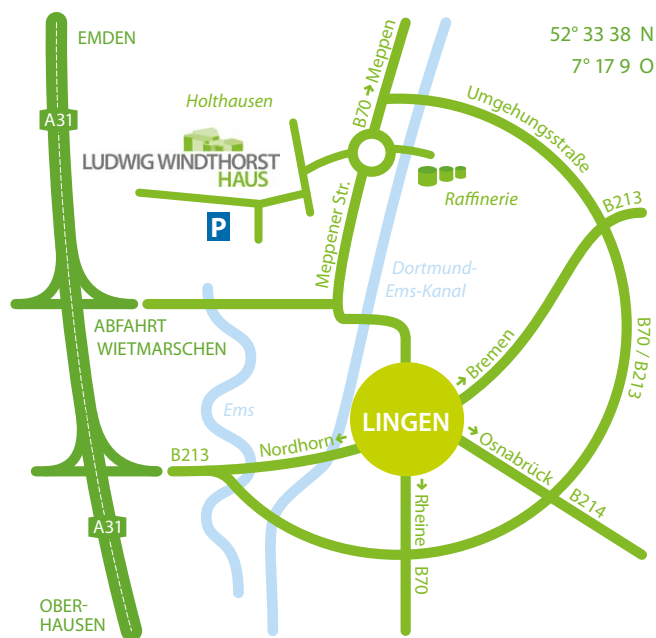 EMDEN
52° 33 38 N
7° 17 9 O
A31
Holthausen
LUDWIG WINDTHORST
HAUS
P
B70 → Meppen
Umgehungsstraße
Raffinerie
B213
Meppener Str.
Dortmund-
Ems-Kanal
ABFAHRT
WIETMARSCHEN
B70 / B213
→ Bremen
Ems
LINGEN
B213
Nordhorn ←
→ Osnabrück
B214
→ Rheine
B70
A31
OBER-
HAUSEN